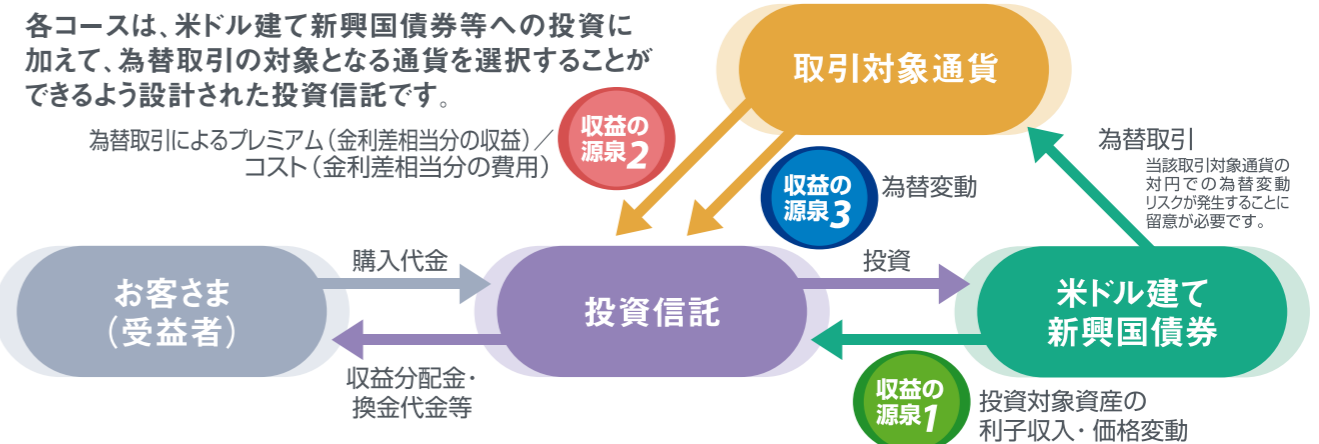 各コースは、米ドル建て新興国債券等への投資に
加えて、為替取引の対象となる通貨を選択することが
できるよう設計された投資信託です。
取引対象通貨
為替取引によるプレミアム（金利差相当分の収益）／
コスト（金利差相当分の費用）
収益の
源泉2
収益の
源泉3
為替変動
為替取引
当該取引対象通貨の
対円での為替変動
リスクが発生することに
留意が必要です。
お客さま
（受益者）
購入代金
収益分配金・
換金代金等
投資信託
投資
米ドル建て
新興国債券
収益の
源泉1
投資対象資産の
利子収入・価格変動